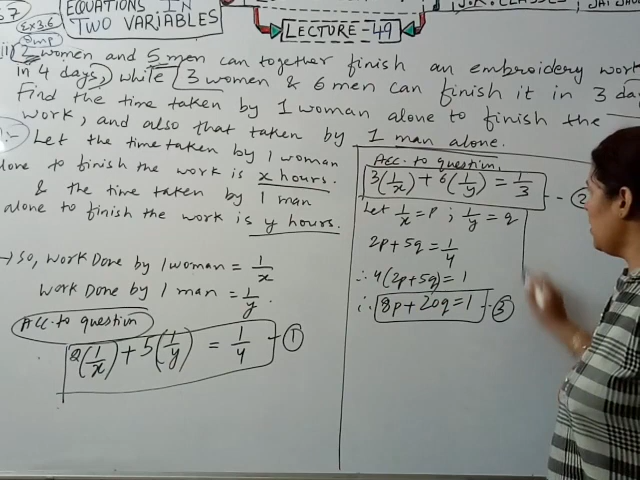 EQUATIONS IN
TWO VARIABLES
LECTURE - 49
Ex 3.6
Imp
ii) 2 women and 5 men can together finish an embroidery work
in 4 days, while 3 women & 6 men can finish it in 3 da
Find the time taken by 1 woman alone to finish the
work, and also that taken by 1 man alone.
Let the time taken by 1 woman
alone to finish the work is x hours.
& the time taken by 1 man
alone to finish the work is y hours.
→ So, Work Done by 1 woman = 1/x
Work Done by 1 man = 1/y.
Acc. to question
2(1/x) + 5(1/y) = 1/4 - ①
Acc. to question,
3(1/x) + 6(1/y) = 1/3 - ②
Let 1/x = p ; 1/y = q
2p + 5q = 1/4
∴ 4(2p+5q) = 1
∴ 8p + 20q = 1 - ③